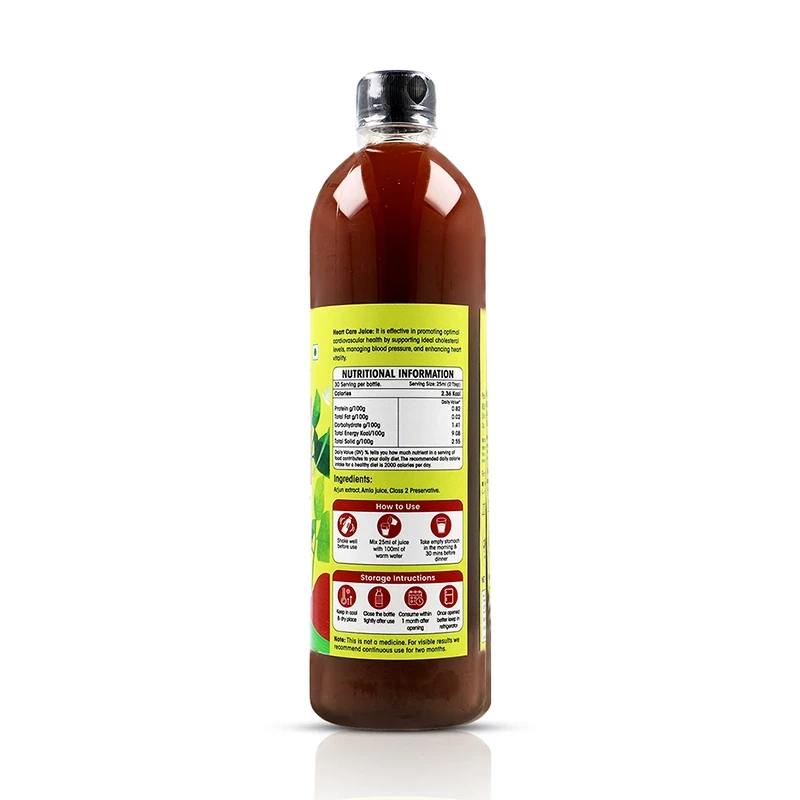 Heart Care Juice: It is effective in promoting optimal
cardiovascular health by supporting ideal cholesterol
levels, managing blood pressure, and enhancing heart
vitality.
NUTRITIONAL INFORMATION
30 Serving per bottle. Serving Size: 25ml (2Tbsp)
Calories 2.36 Kcal
Daily Value*
Protein g/100g 0.82
Total Fat g/100g 0.02
Carbohydrate g/100g 1.41
Total Energy Kcal/100g 9.08
Total Solid g/100g 2.55
Daily Value (DV) % tells you how much nutrient in a serving of
food contributes to your daily diet.The recommended daily calorie
intake for a healthy diet is 2000 calories per day.
Ingredients:
Arjun extract, Amla juice, Class 2 Preservative.
How to Use
Shake well
before use
Mix 25ml of juice
with 100ml of
warm water
Take empty stomach
in the morning &
30 mins before
dinner
Storage Intructions
Keep in cool
& dry place
Close the bottle
tightly after use
Consume within
1 month after
opening
Once opened
better keep in
refrigerator
Note: This is not a medicine. For visible results we
recommend continuous use for two months.